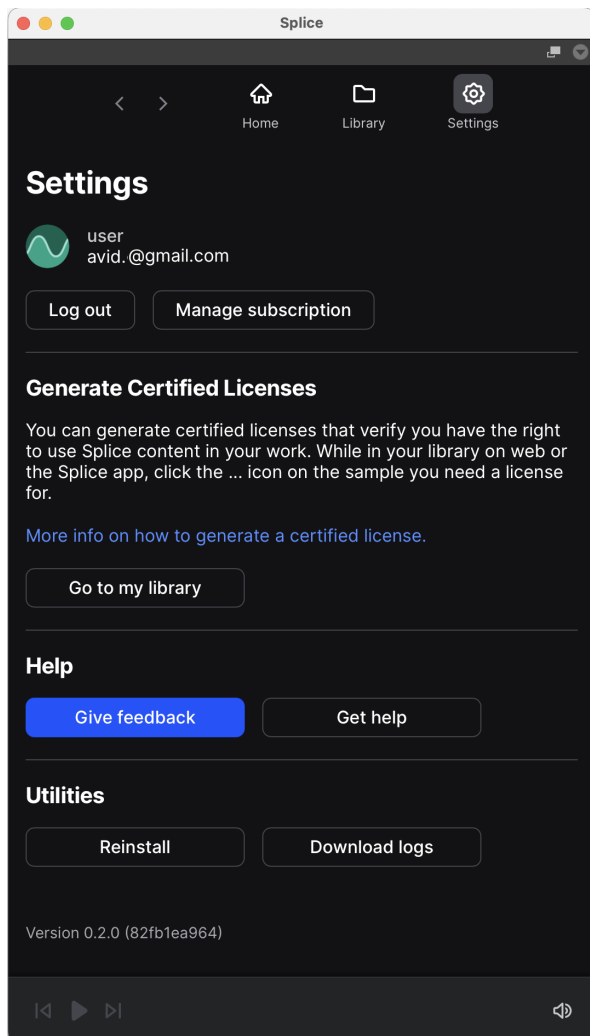 Splice
Home Library Settings
Settings
user
avid.@gmail.com
Log out Manage subscription
Generate Certified Licenses
You can generate certified licenses that verify you have the right
to use Splice content in your work. While in your library on web or
the Splice app, click the ... icon on the sample you need a license
for.
More info on how to generate a certified license.
Go to my library
Help
Give feedback Get help
Utilities
Reinstall Download logs
Version 0.2.0 (82fb1ea964)